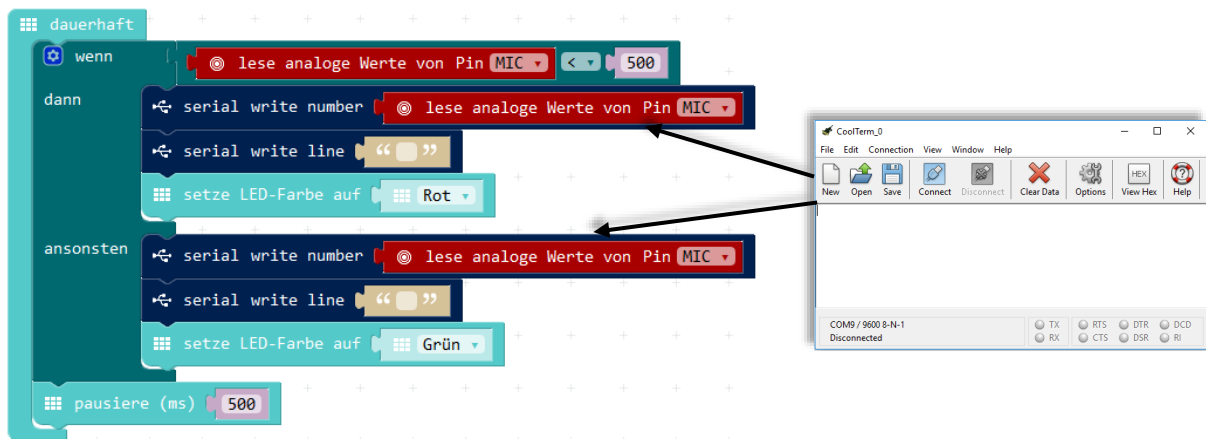 dauerhaft
wenn lese analoge Werte von Pin MIC < 500
dann serial write number lese analoge Werte von Pin MIC
serial write line “ ”
setze LED-Farbe auf Rot
ansonsten serial write number lese analoge Werte von Pin MIC
serial write line “ ”
setze LED-Farbe auf Grün
pausiere (ms) 500
CoolTerm_0
File Edit Connection View Window Help
HEX
New Open Save Connect Disconnect Clear Data Options View Hex Help
COM9 / 9600 8-N-1
Disconnected
TX RTS DTR DCD
RX CTS DSR RI